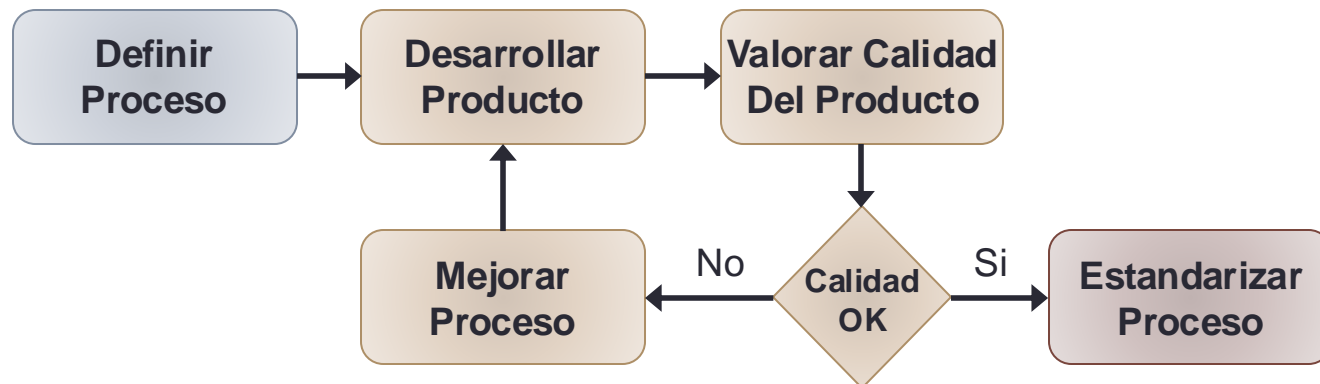 Definir
Proceso
Desarrollar
Producto
Valorar Calidad
Del Producto
Mejorar
Proceso
No
Calidad
OK
Si
Estandarizar
Proceso